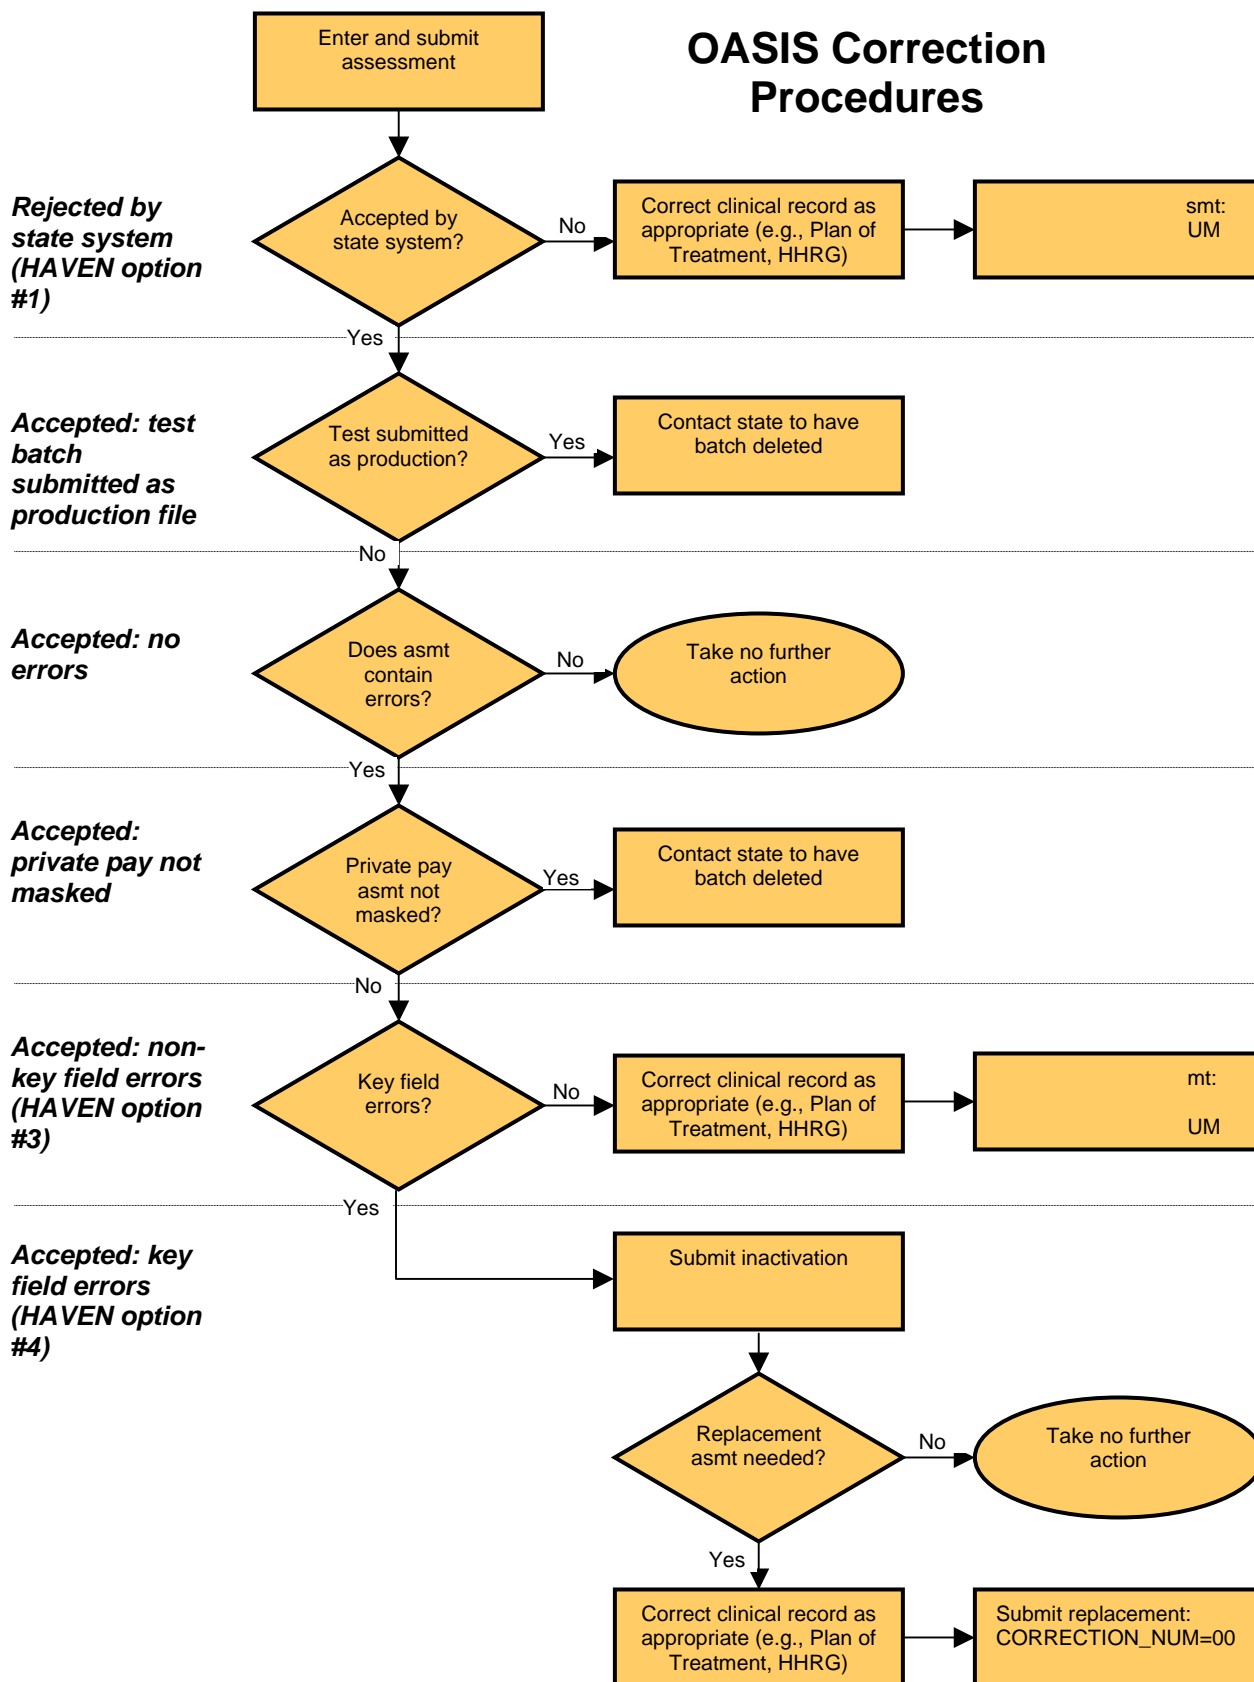 OASIS Correction
Procedures
Enter and submit
assessment
Rejected by
state system
(HAVEN option
#1)
Accepted by
state system?
No
Correct clinical record as
appropriate (e.g., Plan of
Treatment, HHRG)
smt:
UM
Yes
Accepted: test
batch
submitted as
production file
Test submitted
as production?
Yes
Contact state to have
batch deleted
No
Accepted: no
errors
Does asmt
contain
errors?
No
Take no further
action
Yes
Accepted:
private pay not
masked
Private pay
asmt not
masked?
Yes
Contact state to have
batch deleted
No
Accepted: non-
key field errors
(HAVEN option
#3)
Key field
errors?
No
Correct clinical record as
appropriate (e.g., Plan of
Treatment, HHRG)
mt:
UM
Yes
Accepted: key
field errors
(HAVEN option
#4)
Submit inactivation
Replacement
asmt needed?
No
Take no further
action
Yes
Correct clinical record as
appropriate (e.g., Plan of
Treatment, HHRG)
Submit replacement:
CORRECTION_NUM=00